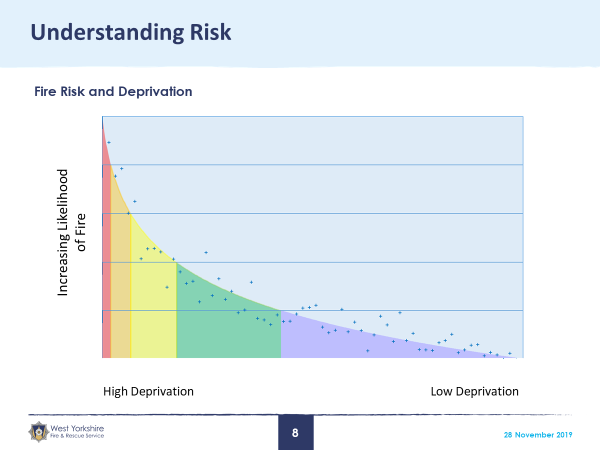 Understanding Risk
Fire Risk and Deprivation
Increasing Likelihood
of Fire
High Deprivation
Low Deprivation
West Yorkshire
Fire & Rescue Service
8
28 November 2019